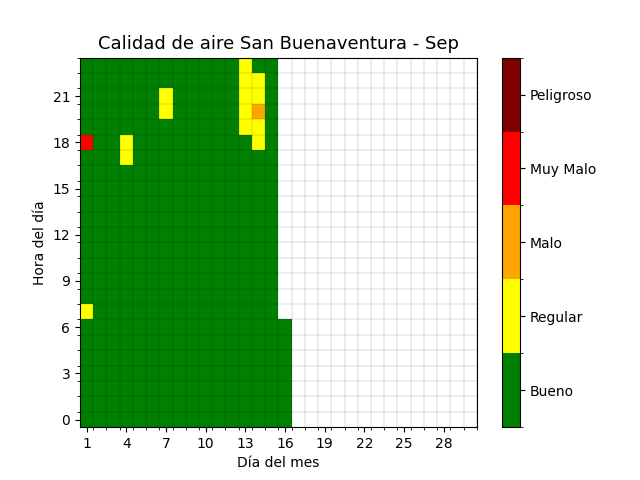 Calidad de aire San Buenaventura - Sep
Hora del día
21
18
15
12
9
6
3
0
1 4 7 10 13 16 19 22 25 28
Día del mes
Peligroso
Muy Malo
Malo
Regular
Bueno